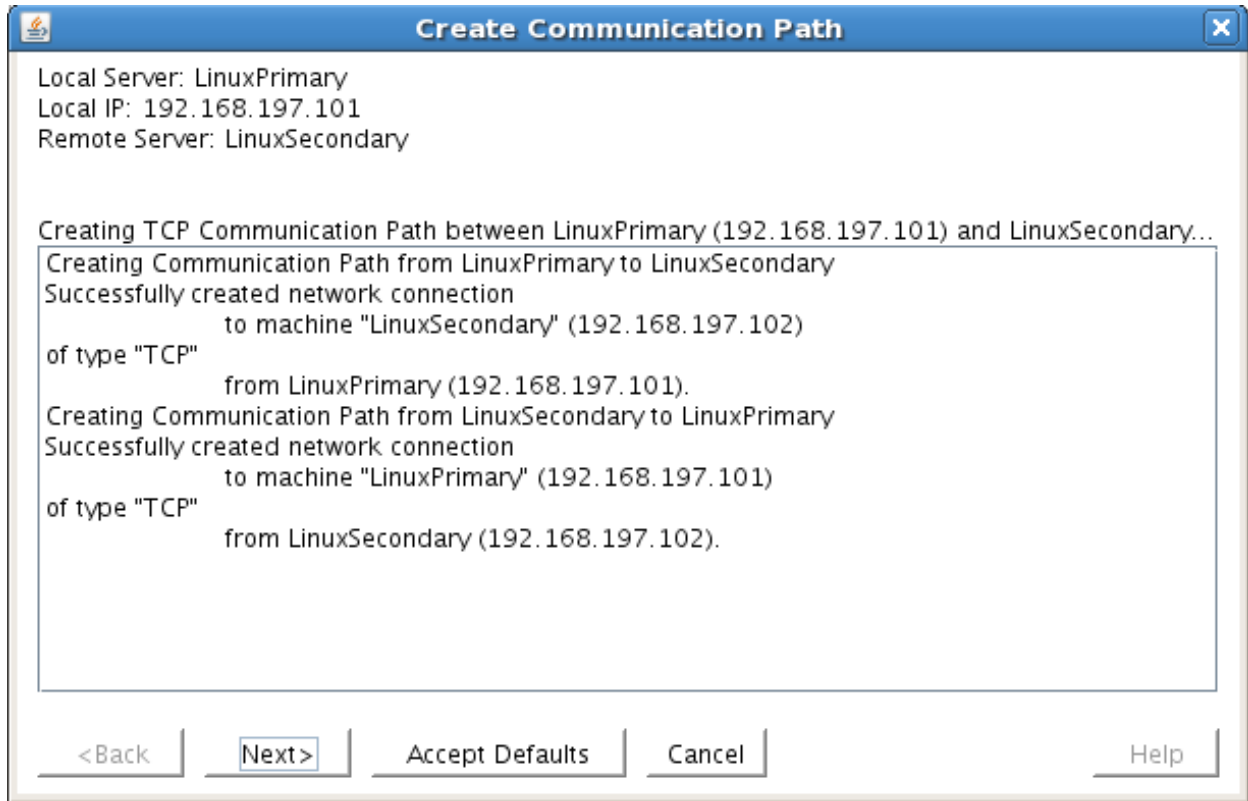 Create Communication Path
Local Server: LinuxPrimary
Local IP: 192.168.197.101
Remote Server: LinuxSecondary
Creating TCP Communication Path between LinuxPrimary (192.168.197.101) and LinuxSecondary...
Creating Communication Path from LinuxPrimary to LinuxSecondary
Successfully created network connection
to machine "LinuxSecondary" (192.168.197.102)
of type "TCP"
from LinuxPrimary (192.168.197.101).
Creating Communication Path from LinuxSecondary to LinuxPrimary
Successfully created network connection
to machine "LinuxPrimary" (192.168.197.101)
of type "TCP"
from LinuxSecondary (192.168.197.102).
<Back Next> Accept Defaults Cancel Help